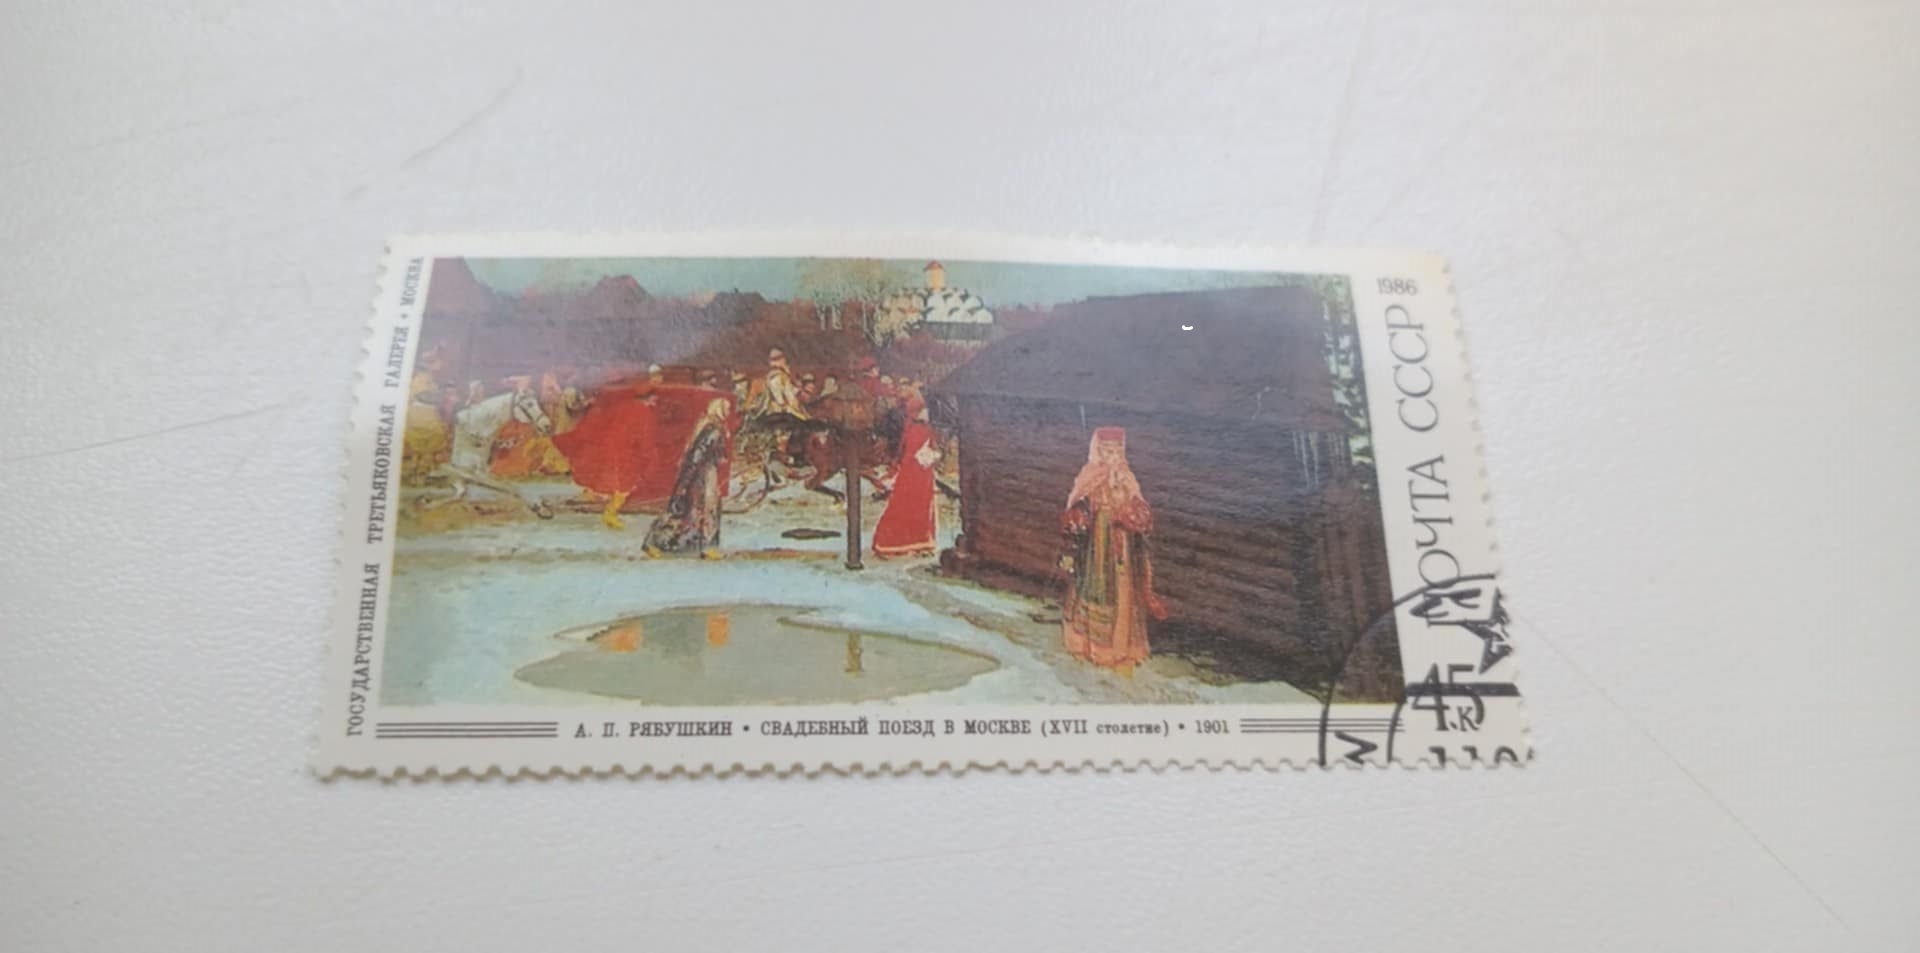 ГОСУДАРСТВЕННАЯ ТРЕТЬЯКОВСКАЯ ГАЛЕРЕЯ • МОСКВА
1986
ПОЧТА СССР
45 к
А. П. РЯБУШКИН • СВАДЕБНЫЙ ПОЕЗД В МОСКВЕ (XVII столетие) • 1901